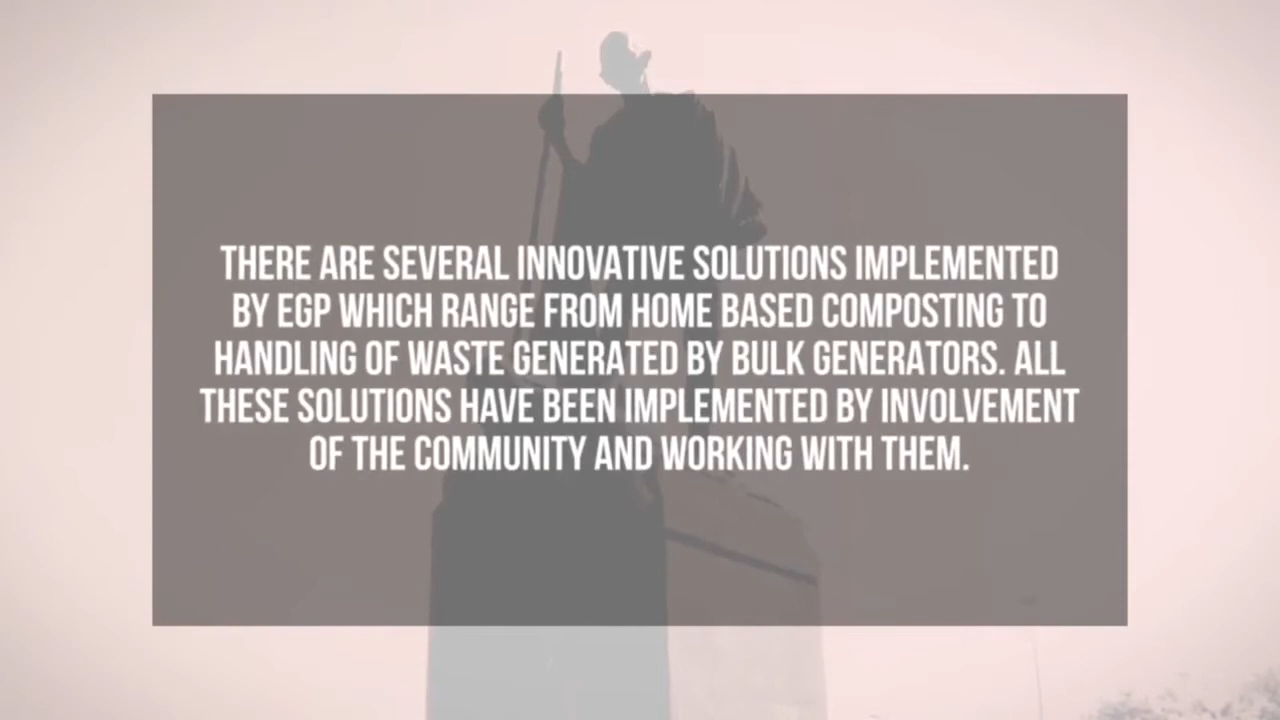 THERE ARE SEVERAL INNOVATIVE SOLUTIONS IMPLEMENTED
BY EGP WHICH RANGE FROM HOME BASED COMPOSTING TO
HANDLING OF WASTE GENERATED BY BULK GENERATORS. ALL
THESE SOLUTIONS HAVE BEEN IMPLEMENTED BY INVOLVEMENT
OF THE COMMUNITY AND WORKING WITH THEM.